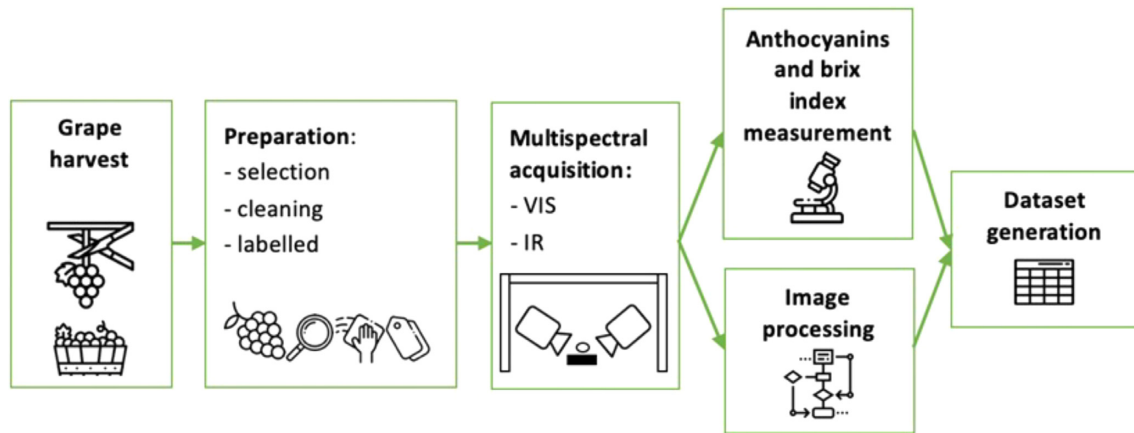 Grape
harvest
Preparation:
- selection
- cleaning
- labelled
Multispectral
acquisition:
- VIS
- IR
Anthocyanins
and brix
index
measurement
Image
processing
Dataset
generation